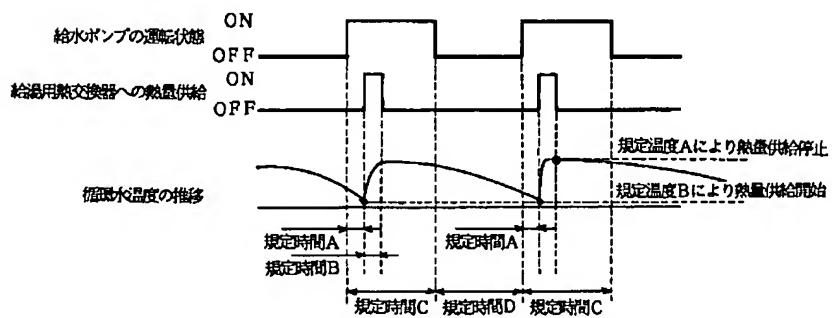 ON
給水ポンプの運転状態
OFF
ON
給湯用熱交換器への熱量供給
OFF
規定温度Aにより熱量供給停止
循環水温度の推移
規定温度Bにより熱量供給開始
規定時間A
規定時間A
規定時間B
規定時間C
規定時間D
規定時間C